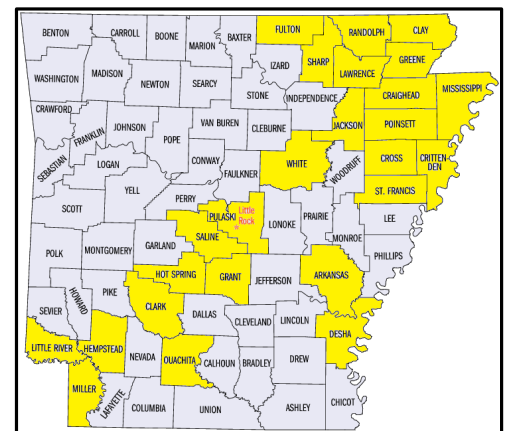 BENTON
CARROLL
BOONE
MARION
BAXTER
FULTON
RANDOLPH
CLAY
WASHINGTON
MADISON
NEWTON
SEARCY
IZARD
SHARP
LAWRENCE
GREENE
STONE
INDEPENDENCE
CRAIGHEAD
MISSISSIPPI
CRAWFORD
FRANKLIN
JOHNSON
POPE
VAN BUREN
CLEBURNE
JACKSON
POINSETT
SEBASTIAN
LOGAN
CONWAY
FAULKNER
WHITE
WOODRUFF
CROSS
CRITTEN
DEN
SCOTT
YELL
PERRY
PULASKI
Little
Rock
*
LONOKE
PRAIRIE
ST. FRANCIS
LEE
SALINE
MONROE
PHILLIPS
POLK
MONTGOMERY
GARLAND
HOT SPRING
GRANT
JEFFERSON
ARKANSAS
SEVIER
HOWARD
PIKE
CLARK
DALLAS
CLEVELAND
LINCOLN
DESHA
LITTLE RIVER
HEMPSTEAD
NEVADA
OUACHITA
CALHOUN
BRADLEY
DREW
MILLER
LAFAYETTE
COLUMBIA
UNION
ASHLEY
CHICOT